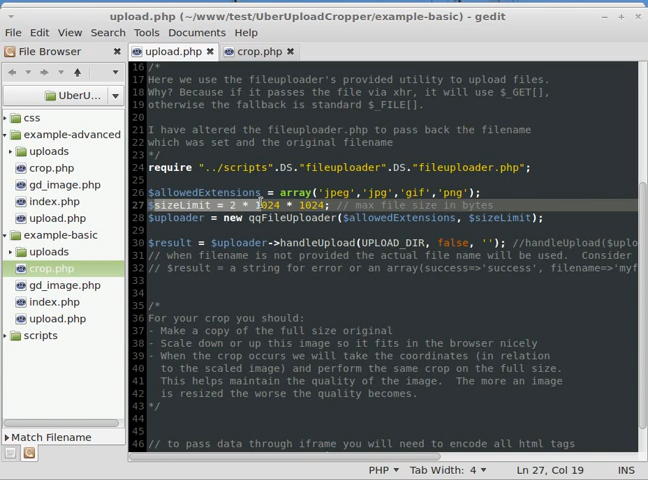 upload.php (~/www/test/UberUploadCropper/example-basic) - gedit
File Edit View Search Tools Documents Help
File Browser
upload.php
crop.php
UberU...
css
example-advanced
uploads
crop.php
gd_image.php
index.php
upload.php
example-basic
uploads
crop.php
gd_image.php
index.php
upload.php
scripts
Match Filename
16 /*
17 Here we use the fileuploader's provided utility to upload files.
18 Why? Because if it passes the file via xhr, it will use $_GET[],
19 otherwise the fallback is standard $_FILE[].
20
21 I have altered the fileuploader.php to pass back the filename
22 which was set and the original filename
23 */
24 require "../scripts".DS."fileuploader".DS."fileuploader.php";
25
26 $allowedExtensions = array('jpeg','jpg','gif','png');
27 $sizeLimit = 2 * 1024 * 1024; // max file size in bytes
28 $uploader = new qqFileUploader($allowedExtensions, $sizeLimit);
29
30 $result = $uploader->handleUpload(UPLOAD_DIR, false, ''); //handleUpload($uplo
31 // when filename is not provided the actual file name will be used.  Consider
32 // $result = a string for error or an array(success=>'success', filename=>'myf
33
34
35 /*
36 For your crop you should:
37 - Make a copy of the full size original
38 - Scale down or up this image so it fits in the browser nicely
39 - When the crop occurs we will take the coordinates (in relation
40 to the scaled image) and perform the same crop on the full size.
41 This helps maintain the quality of the image.  The more an image
42 is resized the worse the quality becomes.
43 */
44
45
46 // to pass data through iframe you will need to encode all html tags
PHP Tab Width: 4 Ln 27, Col 19 INS